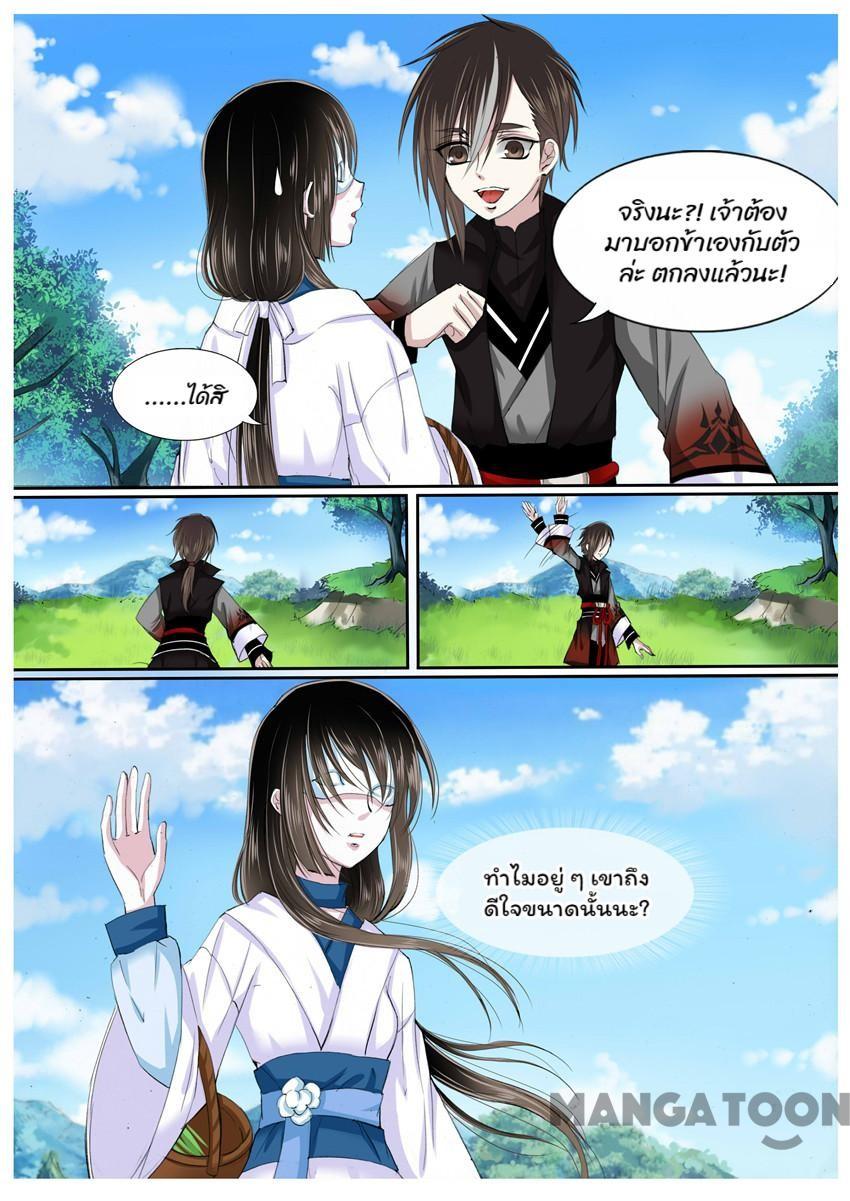 จริงนะ?! เจ้าต้อง
มาบอกข้าเองกับตัว
ล่ะ ตกลงแล้วนะ!
......ได้สิ
ทำไมอยู่ ๆ เขาถึง
ดีใจขนาดนั้นนะ?
MANGATOON